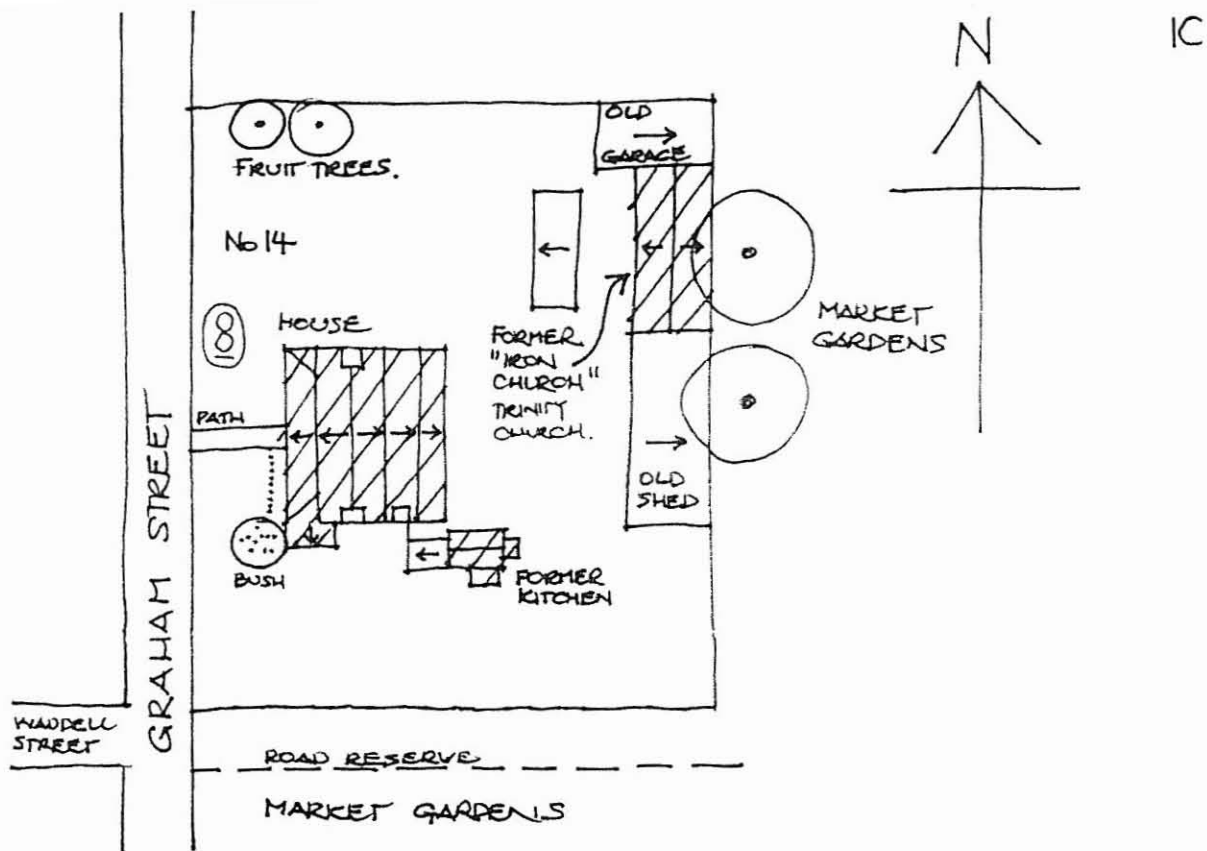 N
IC
OLD
GARAGE
FRUIT TREES.
No 14
8
HOUSE
MARKET
GARDENS
FORMER
"IRON
CHURCH"
TRINITY
CHURCH.
PATH
OLD
SHED
BUSH
FORMER
KITCHEN
GRAHAM STREET
WADDELL
STREET
ROAD RESERVE
MARKET GARDENS